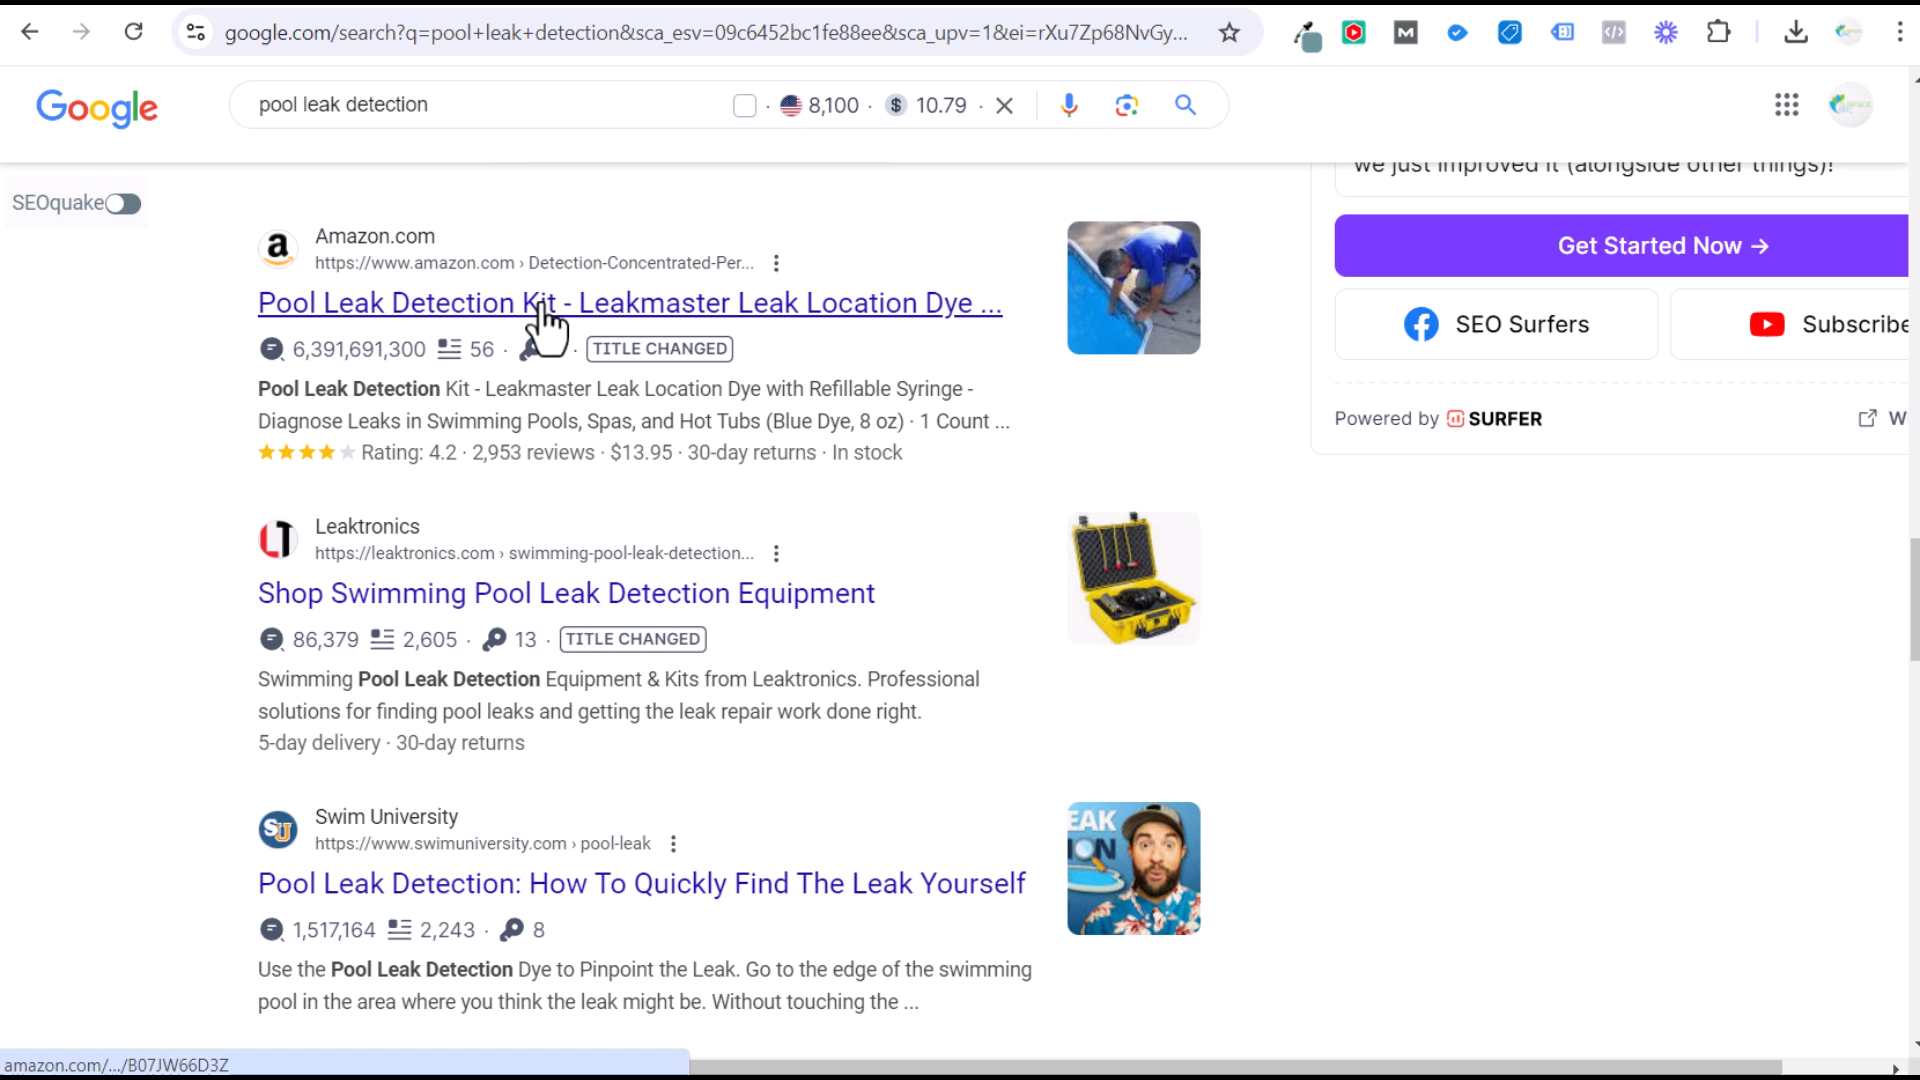 google.com/search?q=pool+leak+detection&sca_esv=09c6452bc1fe88ee&sca_upv=1&ei=rXu7Zp68NvGy...
Google
pool leak detection
8,100 · $ 10.79 ·
we just improved it (alongside other things)!
SEOquake
Get Started Now →
SEO Surfers
Subscribe
Powered by SURFER
W
Amazon.com
https://www.amazon.com › Detection-Concentrated-Per...
Pool Leak Detection Kit - Leakmaster Leak Location Dye ...
6,391,691,300 56 · · TITLE CHANGED
Pool Leak Detection Kit - Leakmaster Leak Location Dye with Refillable Syringe -
Diagnose Leaks in Swimming Pools, Spas, and Hot Tubs (Blue Dye, 8 oz) · 1 Count ...
Rating: 4.2 · 2,953 reviews · $13.95 · 30-day returns · In stock
Leaktronics
https://leaktronics.com › swimming-pool-leak-detection...
Shop Swimming Pool Leak Detection Equipment
86,379 2,605 · 13 · TITLE CHANGED
Swimming Pool Leak Detection Equipment & Kits from Leaktronics. Professional
solutions for finding pool leaks and getting the leak repair work done right.
5-day delivery · 30-day returns
Swim University
https://www.swimuniversity.com › pool-leak
Pool Leak Detection: How To Quickly Find The Leak Yourself
1,517,164 2,243 · 8
Use the Pool Leak Detection Dye to Pinpoint the Leak. Go to the edge of the swimming
pool in the area where you think the leak might be. Without touching the ...
EAK
ION
amazon.com/.../B07JW66D3Z